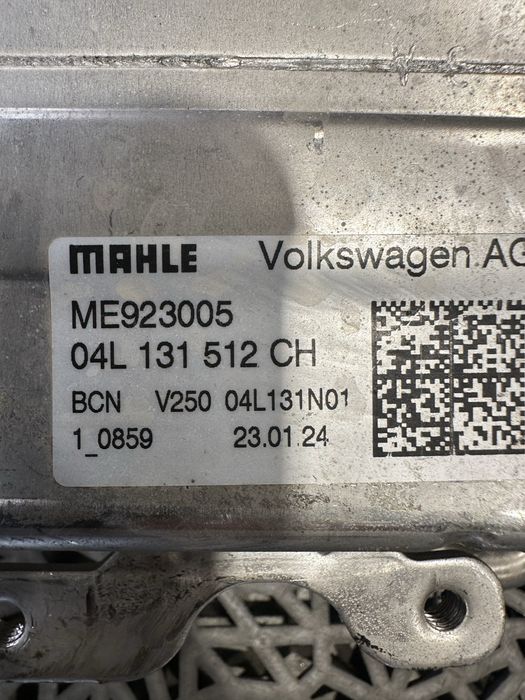 MAHLE Volkswagen AG
ME923005
04L 131 512 CH
BCN V250 04L131N01
1_0859 23.01.24